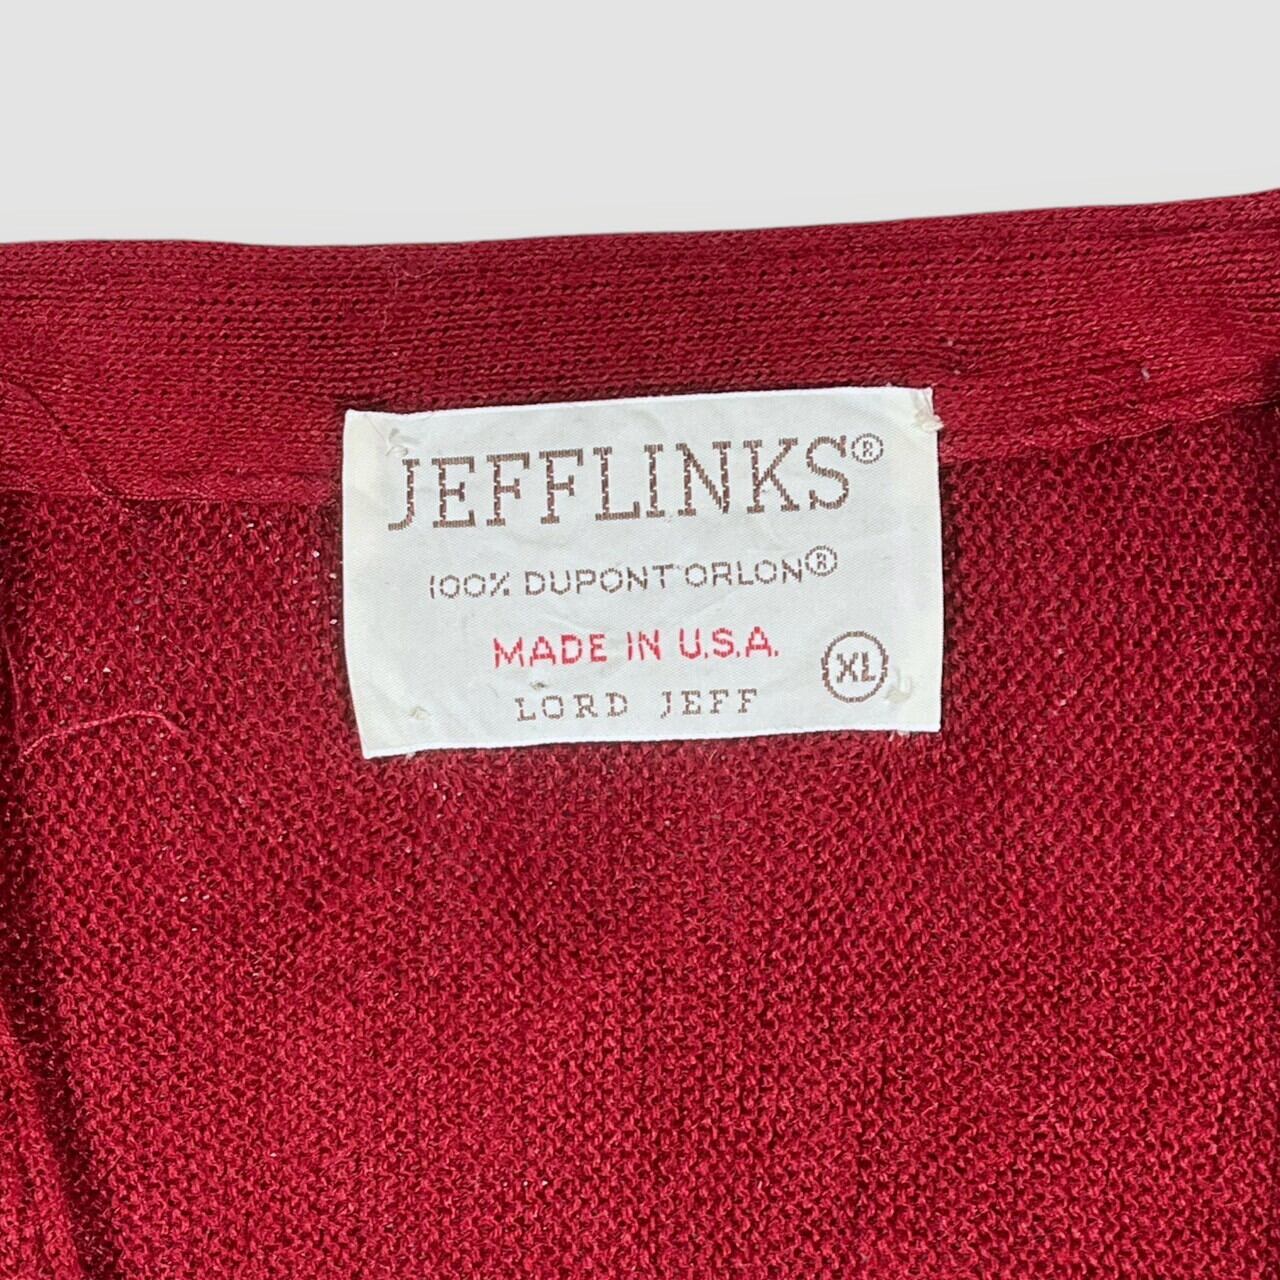 JEFFLINKS®
100% DUPONT ORLON®
MADE IN U.S.A.
XL
LORD JEFF